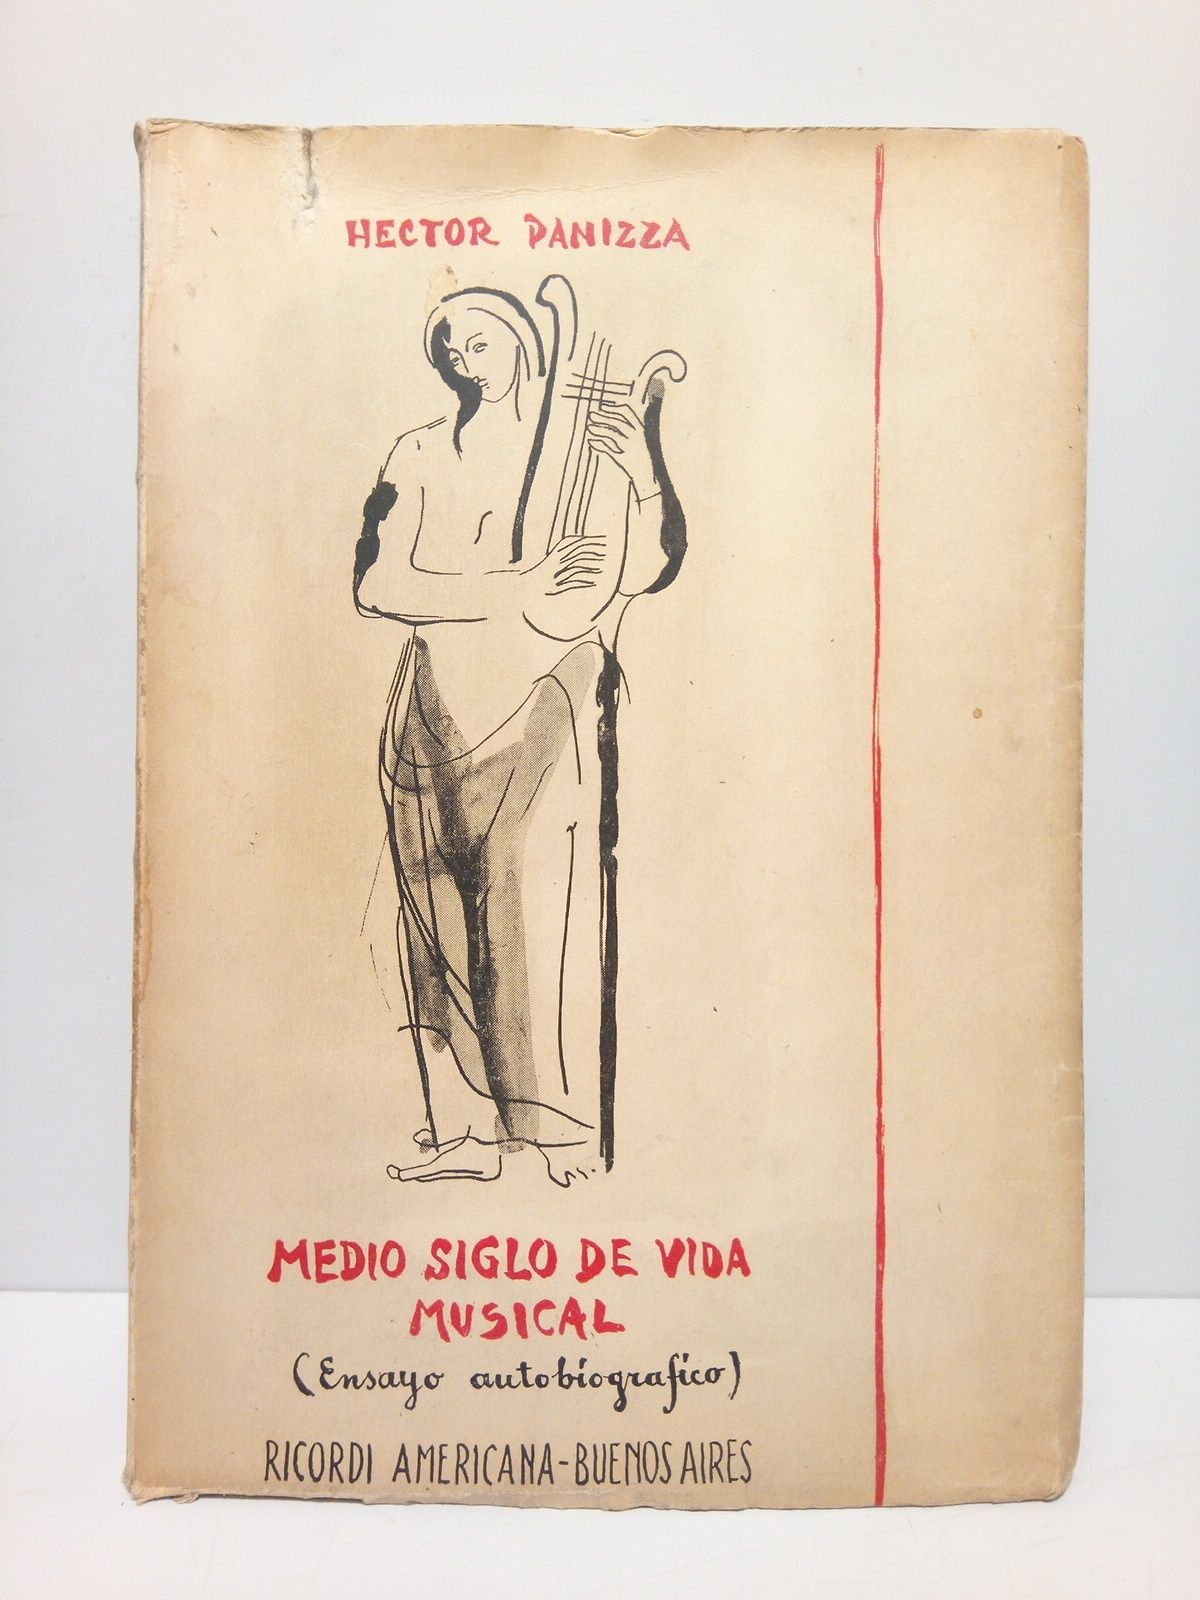 HECTOR PANIZZA
MEDIO SIGLO DE VIDA
MUSICAL
(Ensayo autobiografico)
RICORDI AMERICANA-BUENOS AIRES